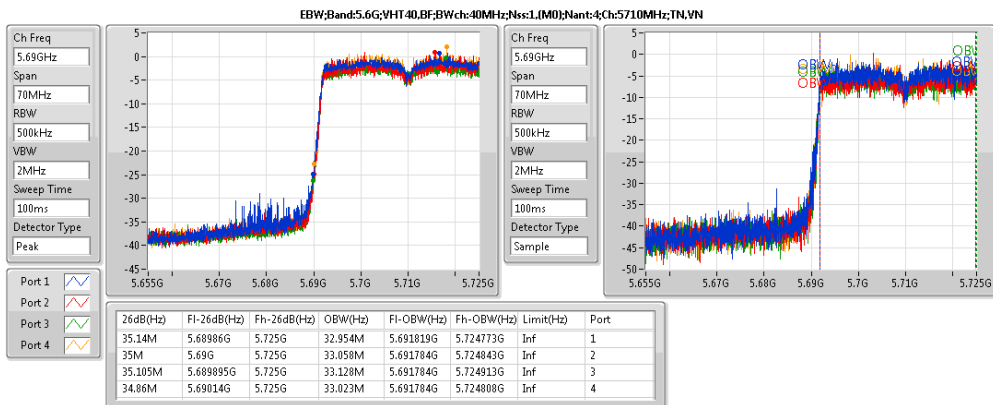 EBW;Band:5.6G;VHT40,BF;BWch:40MHz;Nss:1,(M0);Nant:4;Ch:5710MHz;TN,VN
Ch Freq
5.69GHz
Span
70MHz
RBW
500kHz
VBW
2MHz
Sweep Time
100ms
Detector Type
Peak
5
0
-5
-10
-15
-20
-25
-30
-35
-40
-45
5.655G 5.67G 5.68G 5.69G 5.7G 5.71G 5.725G
Ch Freq
5.69GHz
Span
70MHz
RBW
500kHz
VBW
2MHz
Sweep Time
100ms
Detector Type
Sample
5
0
-5
-10
-15
-20
-25
-30
-35
-40
-45
-50
5.655G 5.67G 5.68G 5.69G 5.7G 5.71G 5.725G
OBW
OBW
Port 1
Port 2
Port 3
Port 4
26dB(Hz) Fl-26dB(Hz) Fh-26dB(Hz) OBW(Hz) Fl-OBW(Hz) Fh-OBW(Hz) Limit(Hz) Port
35.14M 5.68986G 5.725G 32.954M 5.691819G 5.724773G Inf 1
35M 5.69G 5.725G 33.058M 5.691784G 5.724843G Inf 2
35.105M 5.689895G 5.725G 33.128M 5.691784G 5.724913G Inf 3
34.86M 5.69014G 5.725G 33.023M 5.691784G 5.724808G Inf 4